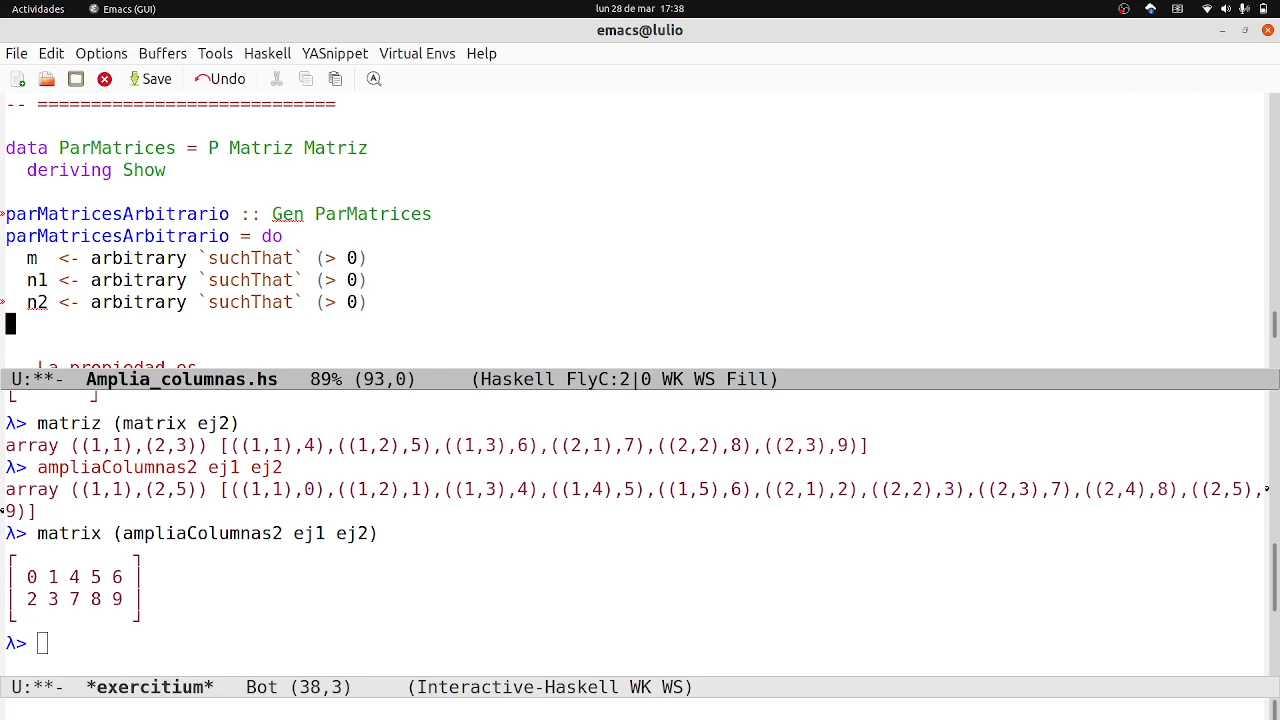 Actividades Emacs (GUI) lun 28 de mar 17:38
emacs@lulio
File Edit Options Buffers Tools Haskell YASnippet Virtual Envs Help
Save Undo
-- ============================
data ParMatrices = P Matriz Matriz
  deriving Show
parMatricesArbitrario :: Gen ParMatrices
parMatricesArbitrario = do
  m  <- arbitrary `suchThat` (> 0)
  n1 <- arbitrary `suchThat` (> 0)
  n2 <- arbitrary `suchThat` (> 0)
La propiedad es
U:**-  Amplia_columnas.hs   89% (93,0)     (Haskell FlyC:2|0 WK WS Fill)
λ> matriz (matrix ej2)
array ((1,1),(2,3)) [((1,1),4),((1,2),5),((1,3),6),((2,1),7),((2,2),8),((2,3),9)]
λ> ampliaColumnas2 ej1 ej2
array ((1,1),(2,5)) [((1,1),0),((1,2),1),((1,3),4),((1,4),5),((1,5),6),((2,1),2),((2,2),3),((2,3),7),((2,4),8),((2,5),
9)]
λ> matrix (ampliaColumnas2 ej1 ej2)
┌           ┐
│ 0 1 4 5 6 │
│ 2 3 7 8 9 │
└           ┘
λ>
U:**-  *exercitium*   Bot (38,3)     (Interactive-Haskell WK WS)